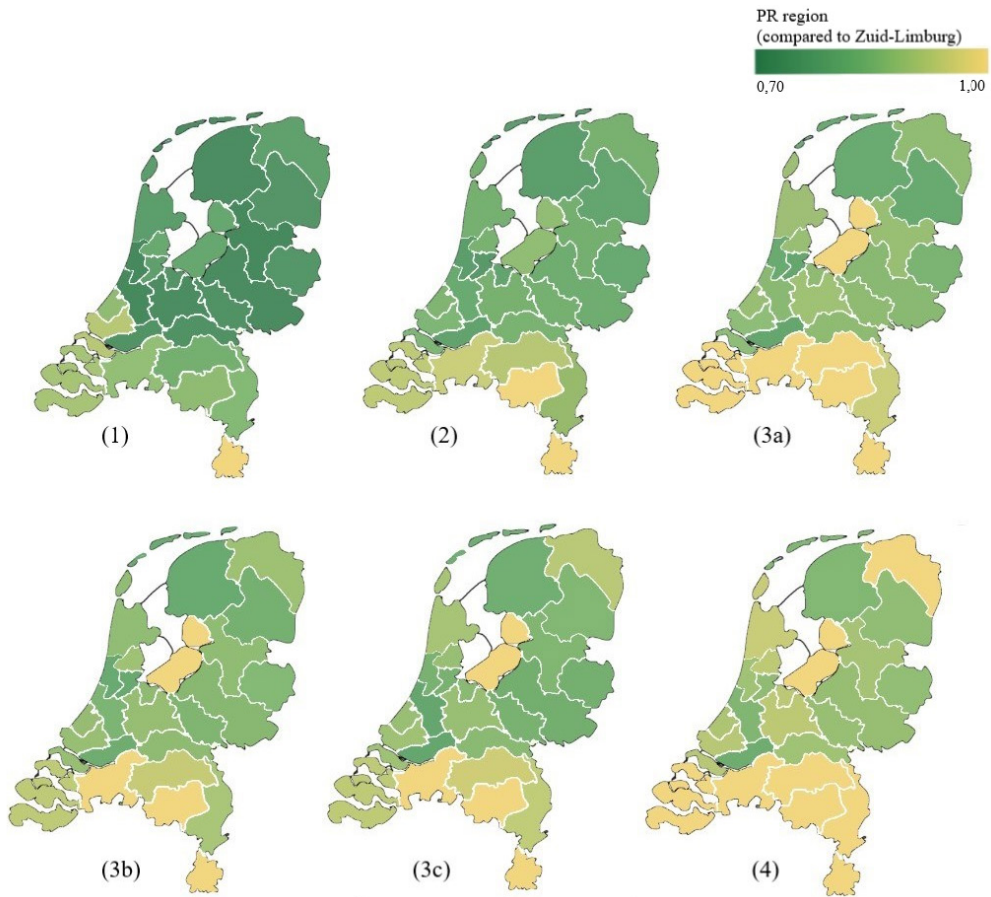 PR region
(compared to Zuid-Limburg)
0,70 1,00
(1) (2) (3a)
(3b) (3c) (4)